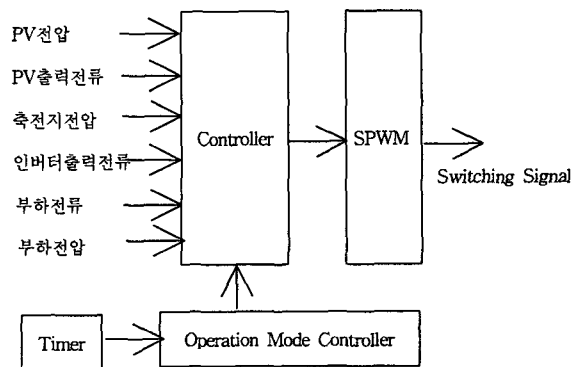 PV전압
PV출력전류
축전지전압
인버터출력전류
부하전류
부하전압
Controller
SPWM
Switching Signal
Timer
Operation Mode Controller